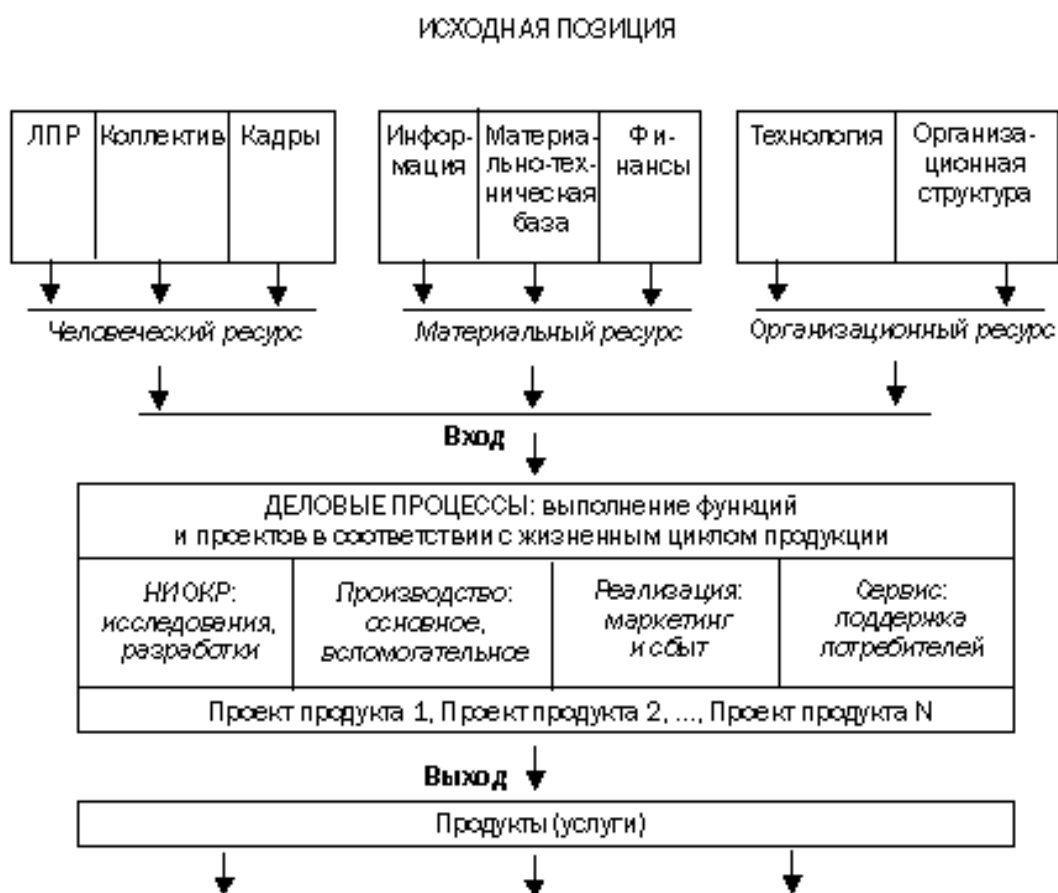 ИСХОДНАЯ ПОЗИЦИЯ
ЛПР
Коллектив
Кадры
Инфор-
мация
Материа-
льно-тех-
ническая
база
Фи-
нансы
Технология
Организа-
ционная
структура
Человеческий ресурс
Материальный ресурс
Организационный ресурс
Вход
ДЕЛОВЫЕ ПРОЦЕССЫ: выполнение функций
и проектов в соответствии с жизненным циклом продукции
НИОКР:
исследования,
разработки
Производство:
основное,
вспомогательное
Реализация:
маркетинг
и сбыт
Сервис:
поддержка
потребителей
Проект продукта 1, Проект продукта 2, ..., Проект продукта N
Выход
Продукты (услуги)